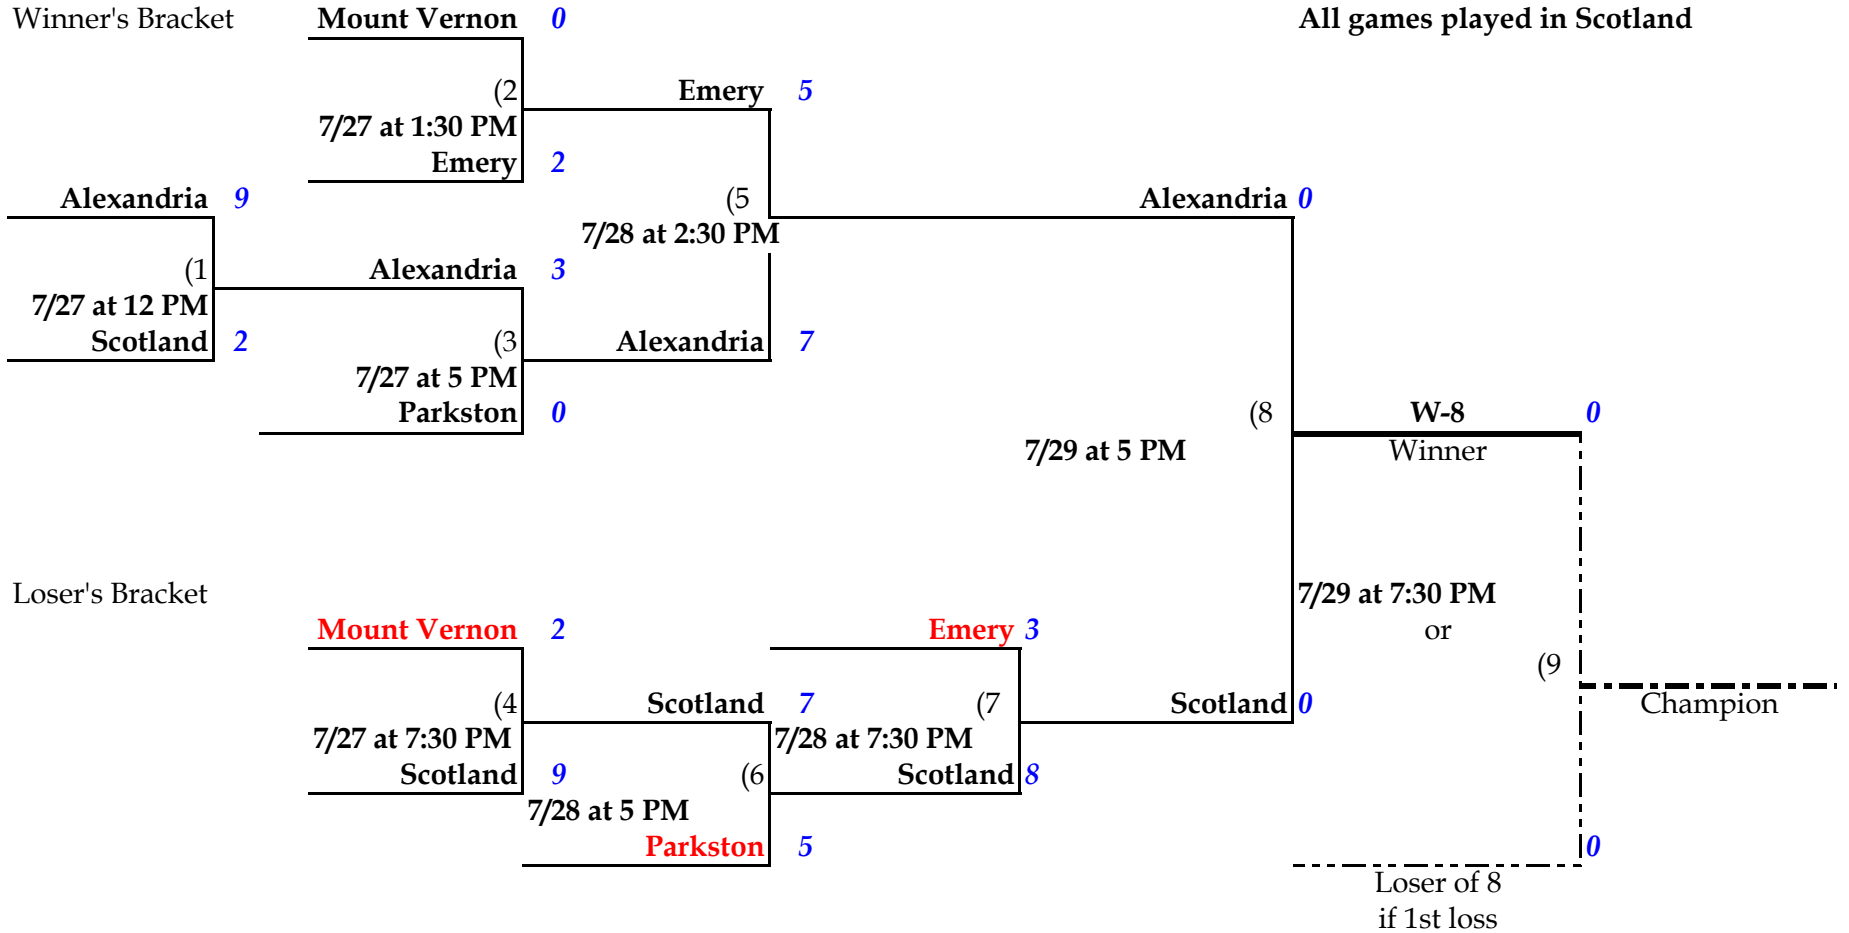 Winner's Bracket Mount Vernon 0 All games played in Scotland
(2 Emery 5
7/27 at 1:30 PM
Emery 2
Alexandria 9 (5 Alexandria 0
7/28 at 2:30 PM
(1 Alexandria 3
7/27 at 12 PM
Scotland 2 (3 Alexandria 7
7/27 at 5 PM
Parkston 0 (8 W-8 0
7/29 at 5 PM Winner
Loser's Bracket 7/29 at 7:30 PM
Mount Vernon 2 Emery 3 or
(9
(4 Scotland 7 (7 Scotland 0 Champion
7/27 at 7:30 PM 7/28 at 7:30 PM
Scotland 9 (6 Scotland 8
7/28 at 5 PM
Parkston 5 0
Loser of 8
if 1st loss